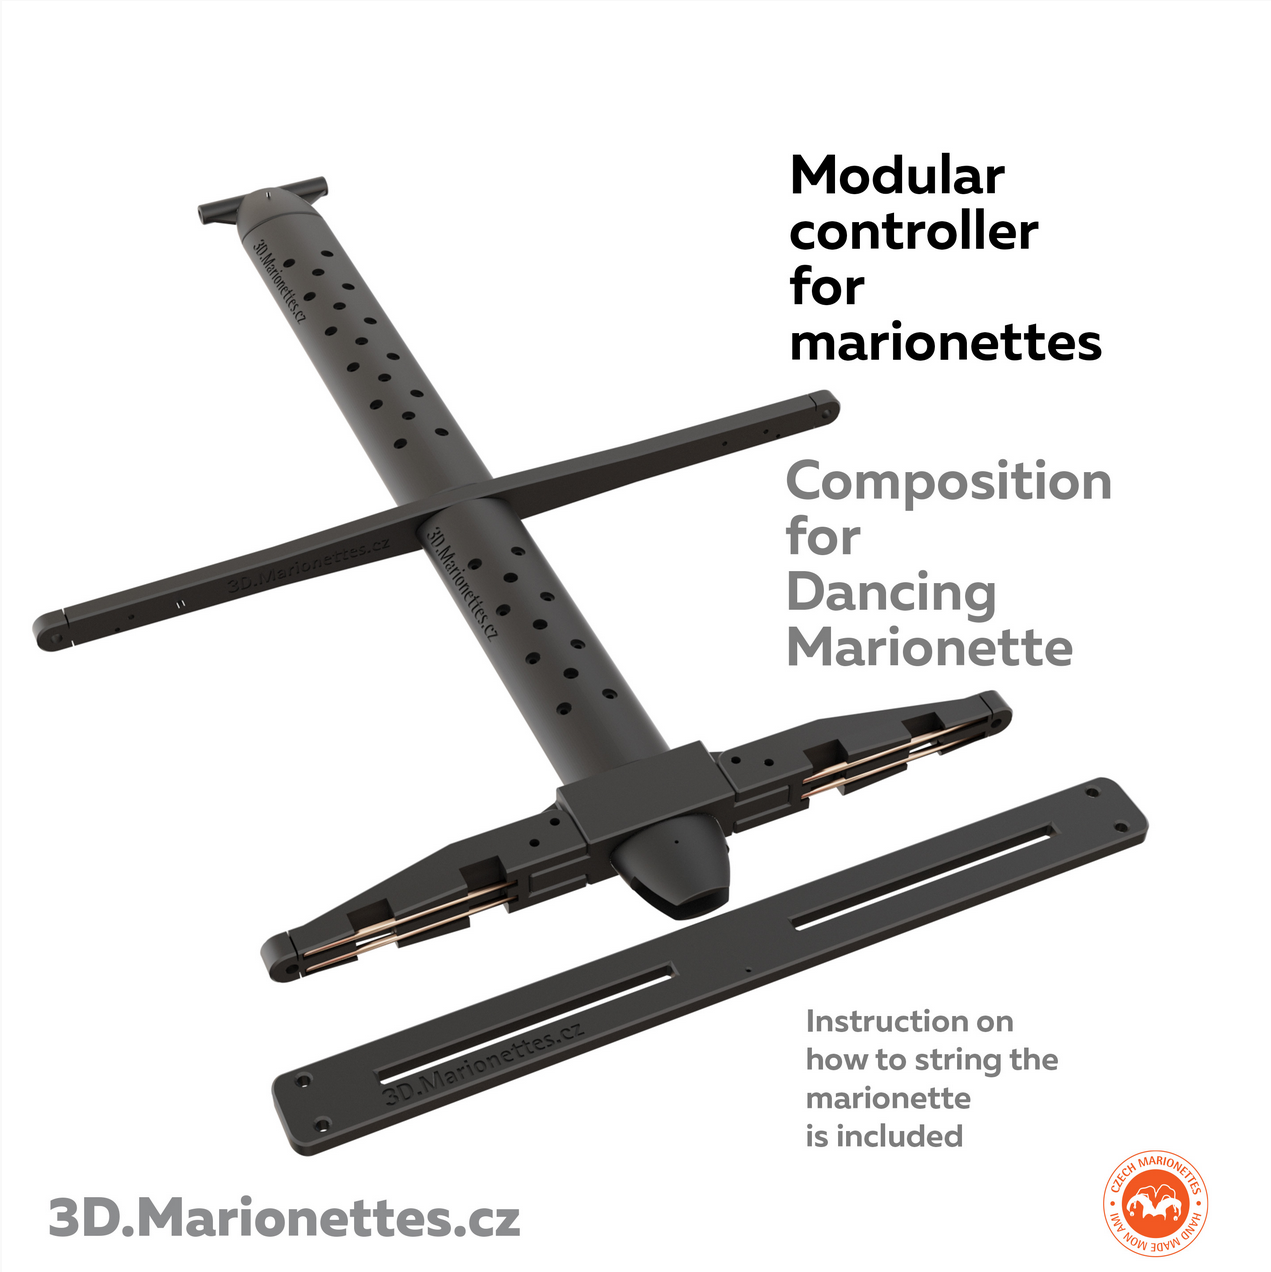 Modular
controller
for
marionettes
3D.Marionettes.cz
Composition
for
Dancing
Marionette
3D.Marionettes.cz
3D.Marionettes.cz
3D.Marionettes.cz
Instruction on
how to string the
marionette
is included
3D.Marionettes.cz
CZECH MARIONETTES • HAND MADE MON AMI •